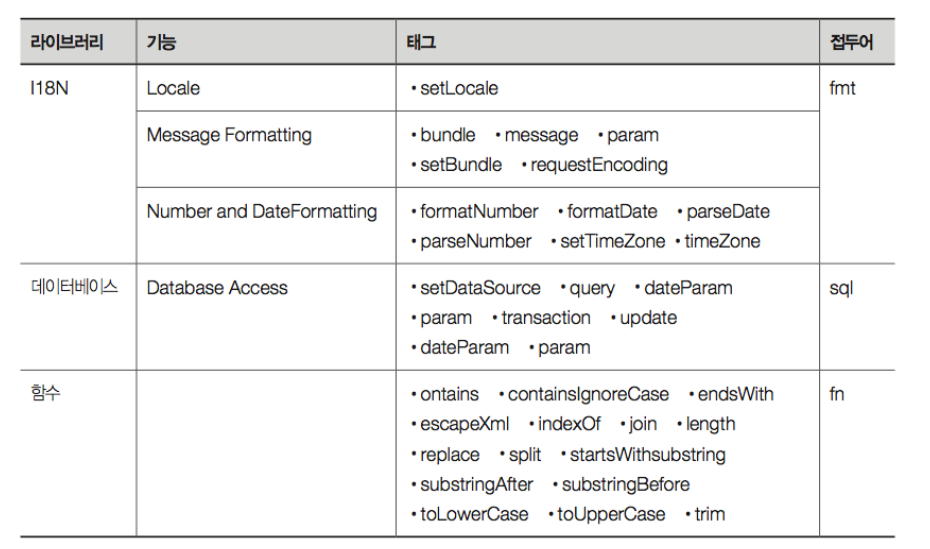 라이브러리 기능 태그 접두어
I18N Locale • setLocale fmt
Message Formatting • bundle • message • param
• setBundle • requestEncoding
Number and DateFormatting • formatNumber • formatDate • parseDate
• parseNumber • setTimeZone • timeZone
데이터베이스 Database Access • setDataSource • query • dateParam sql
• param • transaction • update
• dateParam • param
함수 • ontains • containsIgnoreCase • endsWith fn
• escapeXml • indexOf • join • length
• replace • split • startsWithsubstring
• substringAfter • substringBefore
• toLowerCase • toUpperCase • trim